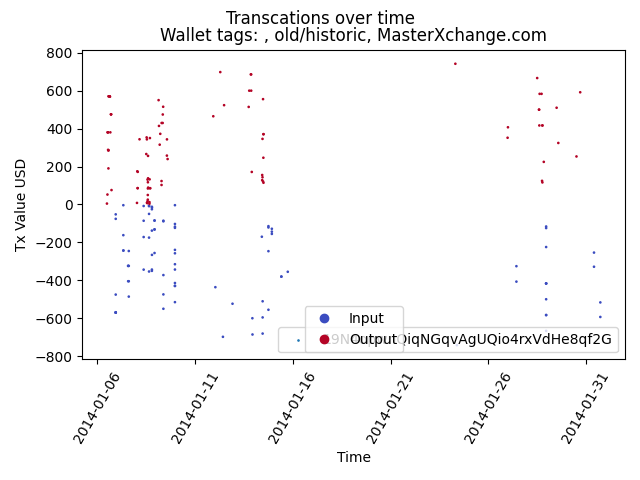 Transcations over time
Wallet tags: , old/historic, MasterXchange.com
Tx Value USD
800
600
400
200
0
−200
−400
−600
−800
Input
Output
QiqNGqvAgUQio4rxVdHe8qf2G
2014-01-06
2014-01-11
2014-01-16
2014-01-21
2014-01-26
2014-01-31
Time